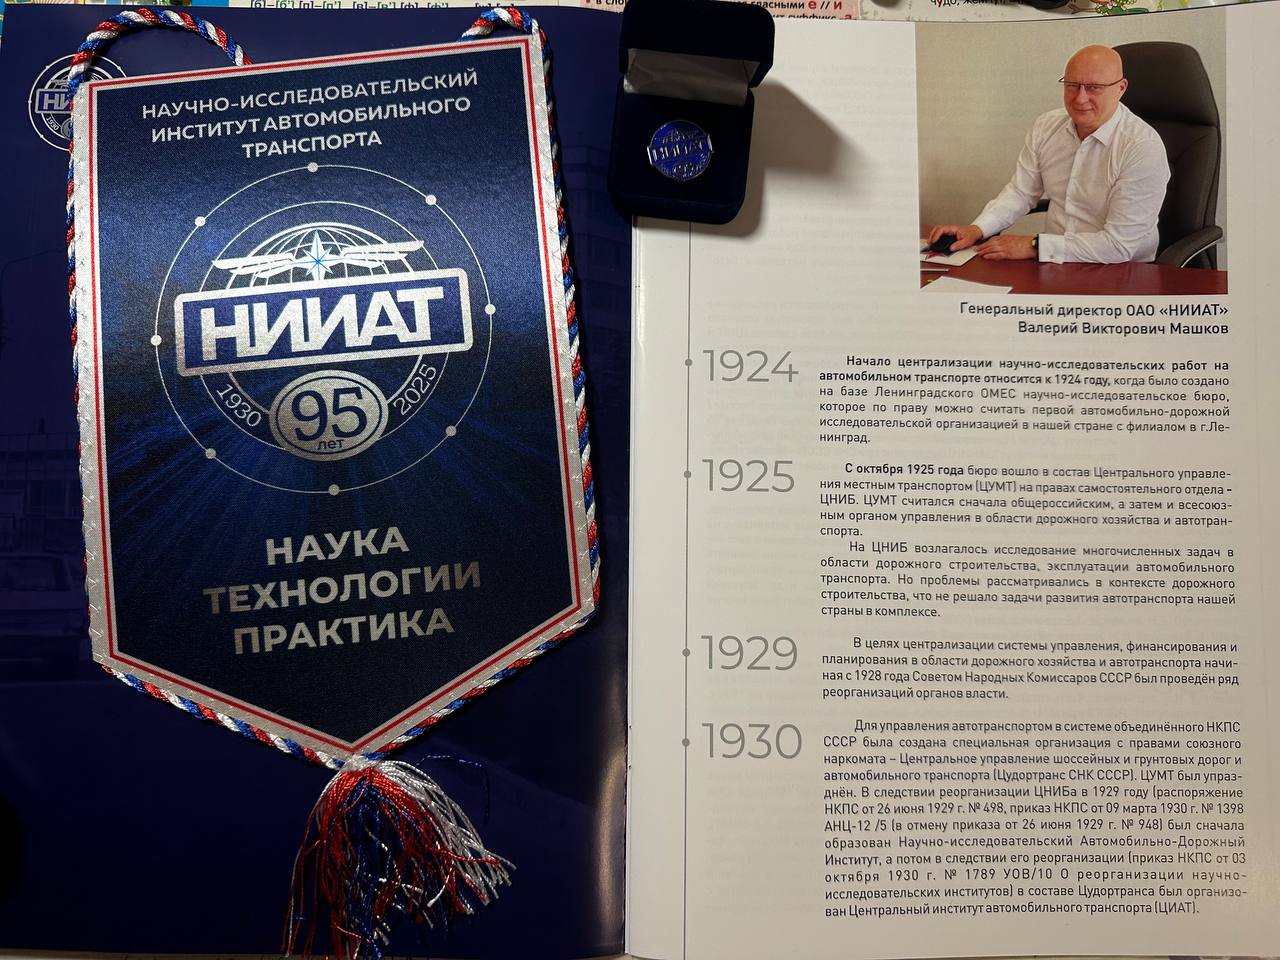 НАУЧНО-ИССЛЕДОВАТЕЛЬСКИЙ
ИНСТИТУТ АВТОМОБИЛЬНОГО
ТРАНСПОРТА
НИИАТ
1930
95
лет
2025
НАУКА
ТЕХНОЛОГИИ
ПРАКТИКА
НИИАТ
95
Генеральный директор ОАО «НИИАТ»
Валерий Викторович Машков
1924
Начало централизации научно-исследовательских работ на
автомобильном транспорте относится к 1924 году, когда было создано
на базе Ленинградского ОМЕС научно-исследовательское бюро,
которое по праву можно считать первой автомобильно-дорожной
исследовательской организацией в нашей стране с филиалом в г.Ле-
нинград.
1925
С октября 1925 года бюро вошло в состав Центрального управле-
ния местным транспортом (ЦУМТ) на правах самостоятельного отдела -
ЦНИБ. ЦУМТ считался сначала общероссийским, а затем и всесоюз-
ным органом управления в области дорожного хозяйства и автотран-
спорта.
На ЦНИБ возлагалось исследование многочисленных задач в
области дорожного строительства, эксплуатации автомобильного
транспорта. Но проблемы рассматривались в контексте дорожного
строительства, что не решало задачи развития автотранспорта нашей
страны в комплексе.
1929
В целях централизации системы управления, финансирования и
планирования в области дорожного хозяйства и автотранспорта начи-
ная с 1928 года Советом Народных Комиссаров СССР был проведён ряд
реорганизаций органов власти.
1930
Для управления автотранспортом в системе объединённого НКПС
СССР была создана специальная организация с правами союзного
наркомата – Центральное управление шоссейных и грунтовых дорог и
автомобильного транспорта (Цудортранс СНК СССР). ЦУМТ был упраз-
днён. В следствии реорганизации ЦНИБа в 1929 году (распоряжение
НКПС от 26 июня 1929 г. № 498, приказ НКПС от 09 марта 1930 г. № 1398
АНЦ-12 /5 (в отмену приказа от 26 июня 1929 г. № 948) был сначала
образован Научно-исследовательский Автомобильно-Дорожный
Институт, а потом в следствии его реорганизации (приказ НКПС от 03
октября 1930 г. № 1789 УОВ/10 О реорганизации научно-
исследовательских институтов) в составе Цудортранса был организо-
ван Центральный институт автомобильного транспорта (ЦИАТ).